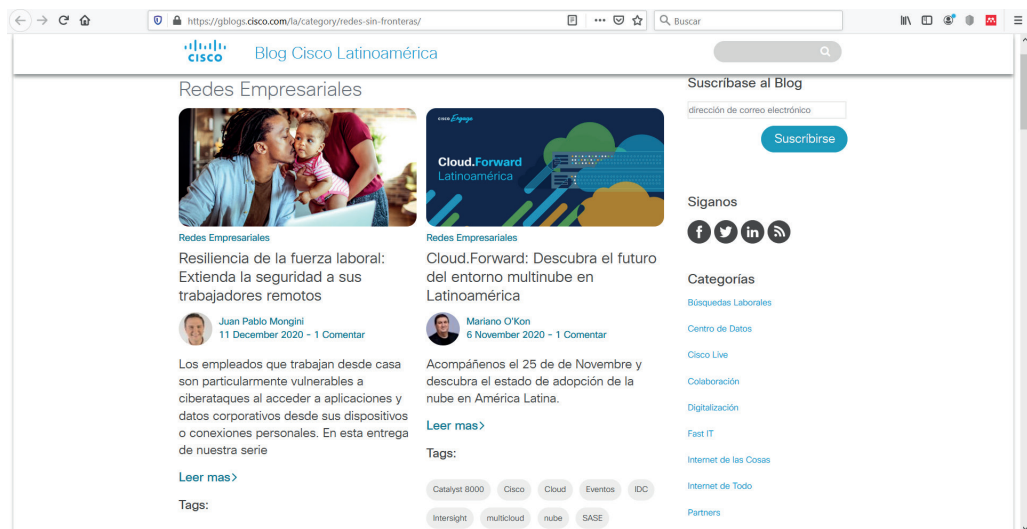 https://gblogs.cisco.com/la/category/redes-sin-fronteras/
Buscar
CISCO
Blog Cisco Latinoamérica
Redes Empresariales
CISCO Engage
Cloud.Forward
Latinoamérica
Redes Empresariales
Resiliencia de la fuerza laboral:
Extienda la seguridad a sus
trabajadores remotos
Juan Pablo Mongini
11 December 2020 - 1 Comentar
Los empleados que trabajan desde casa
son particularmente vulnerables a
ciberataques al acceder a aplicaciones y
datos corporativos desde sus dispositivos
o conexiones personales. En esta entrega
de nuestra serie
Leer mas>
Tags:
Redes Empresariales
Cloud.Forward: Descubra el futuro
del entorno multinube en
Latinoamérica
Mariano O'Kon
6 November 2020 - 1 Comentar
Acompáñenos el 25 de de Noviembre y
descubra el estado de adopción de la
nube en América Latina.
Leer mas>
Tags:
Catalyst 8000 Cisco Cloud Eventos IDC
Intersight multicloud nube SASE
Suscríbase al Blog
dirección de correo electrónico
Suscribirse
Siganos
Categorías
Búsquedas Laborales
Centro de Datos
Cisco Live
Colaboración
Digitalización
Fast IT
Internet de las Cosas
Internet de Todo
Partners